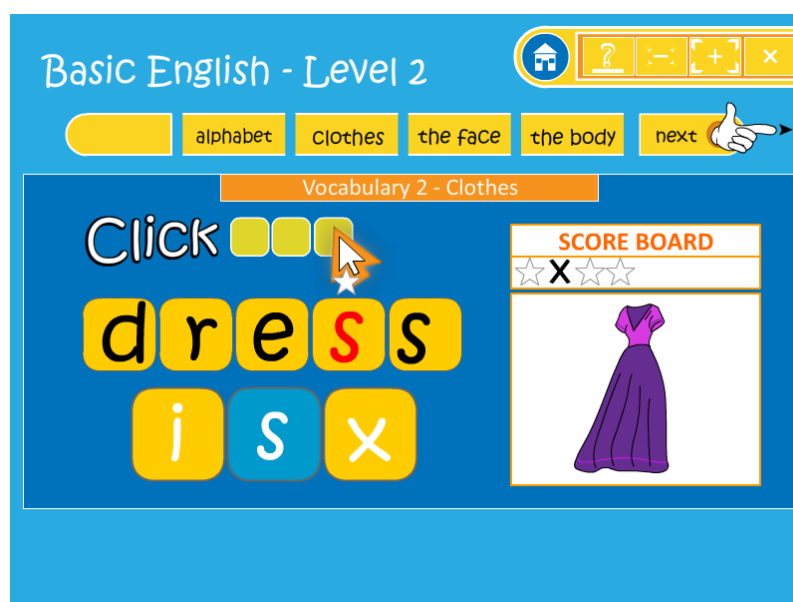 Basic English - Level 2
? - + ×
alphabet clothes the face the body next
Vocabulary 2 - Clothes
Click
SCORE BOARD
X
dress
i s x